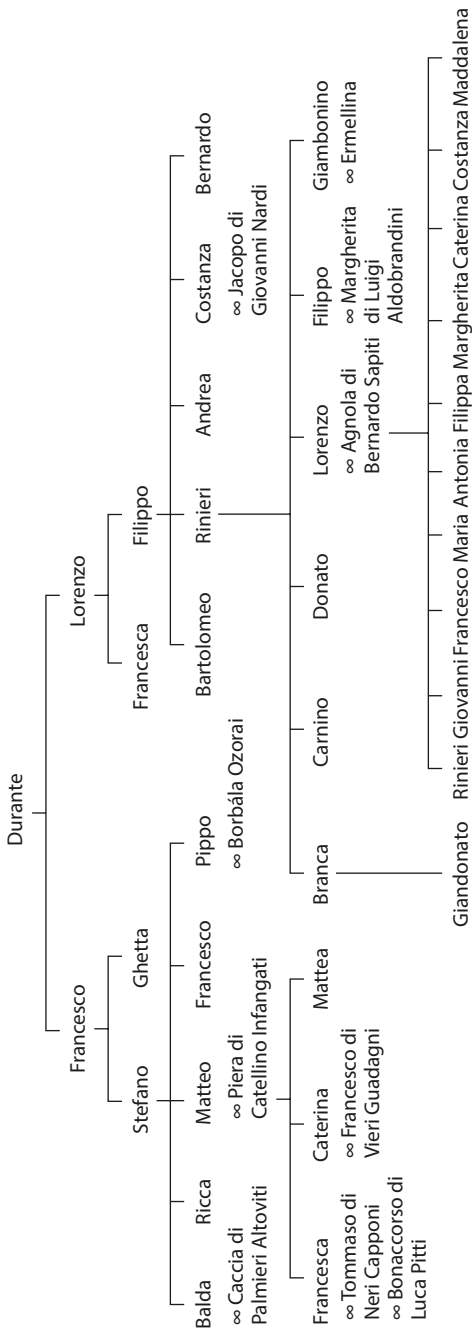 Durante
Francesco
Lorenzo
Stefano
Ghetta
Francesca
Filippo
Balda
∞ Caccia di
Palmieri Altoviti
Ricca
Matteo
∞ Piera di
Catellino Infangati
Francesco
Pippo
∞ Borbála Ozorai
Bartolomeo
Rinieri
Andrea
Costanza
∞ Jacopo di
Giovanni Nardi
Bernardo
Francesca
∞ Tommaso di
Neri Capponi
∞ Bonaccorso di
Luca Pitti
Caterina
∞ Francesco di
Vieri Guadagni
Mattea
Branca
Carnino
Donato
Lorenzo
∞ Agnola di
Bernardo Sapiti
Filippo
∞ Margherita
di Luigi
Aldobrandini
Giambonino
∞ Ermellina
Giandonato
Rinieri Giovanni Francesco Maria Antonia Filippa Margherita Caterina Costanza Maddalena